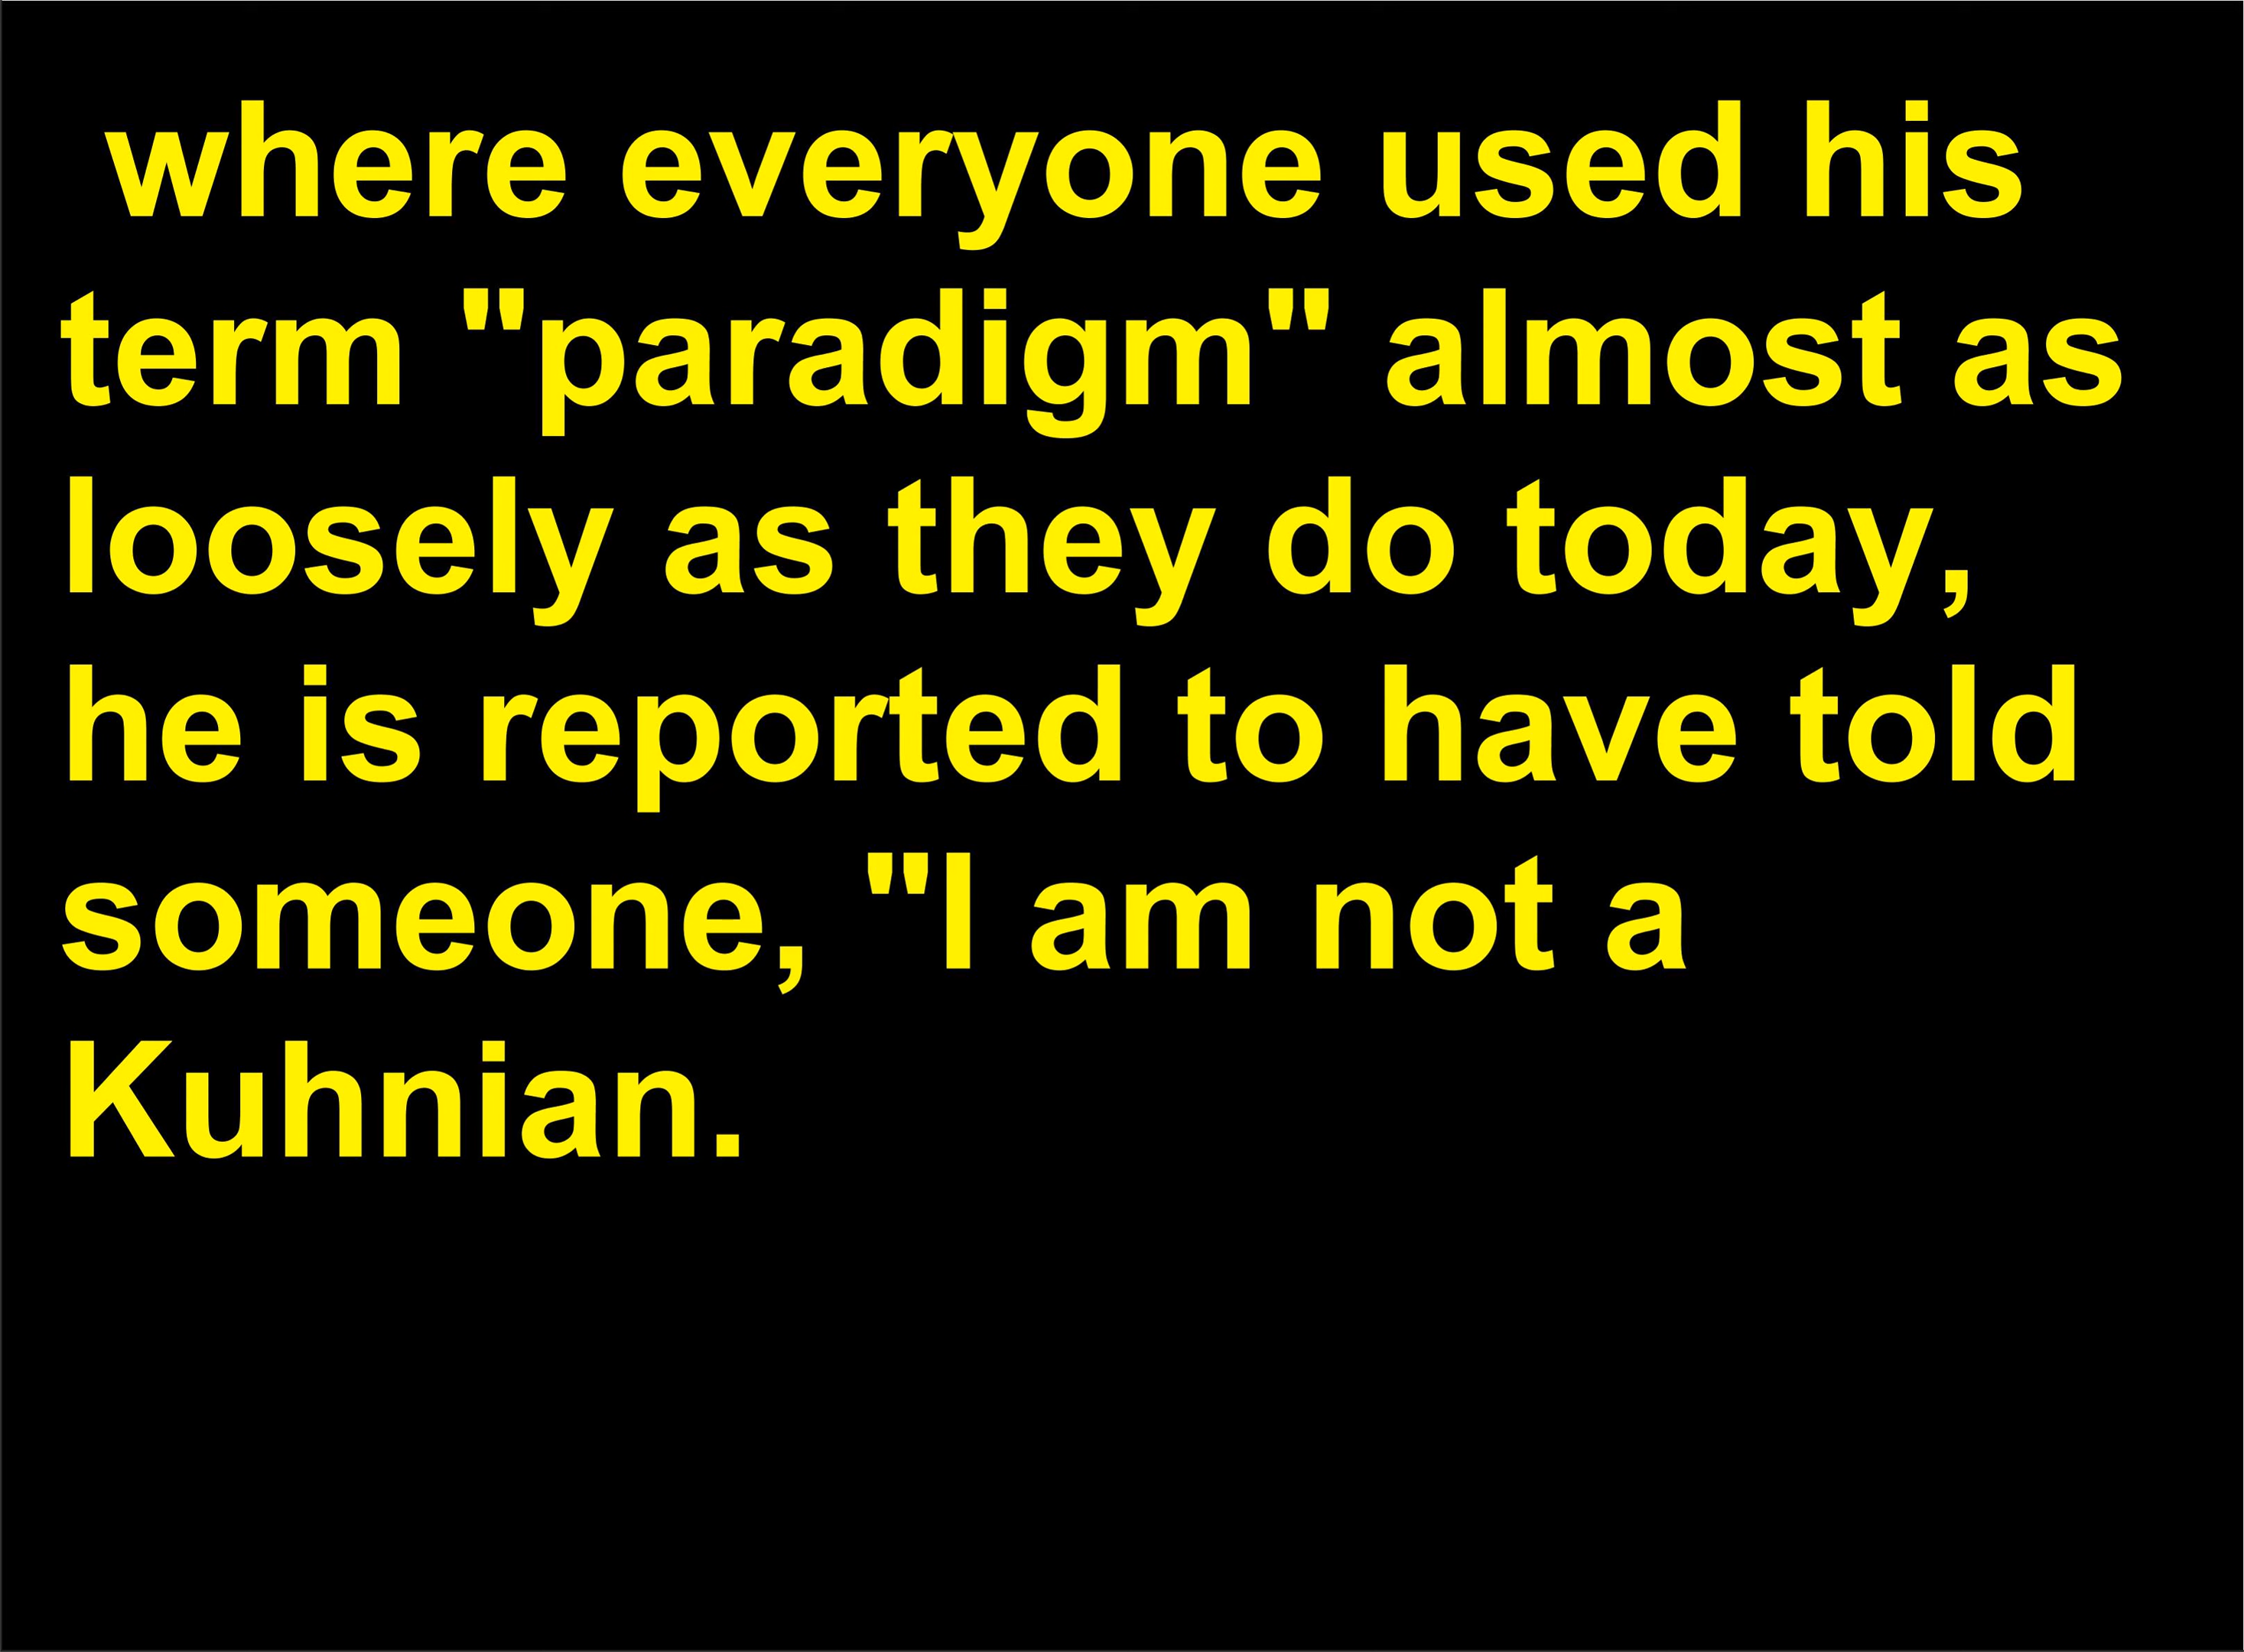 where everyone used his
term "paradigm" almost as
loosely as they do today,
he is reported to have told
someone, "I am not a
Kuhnian.